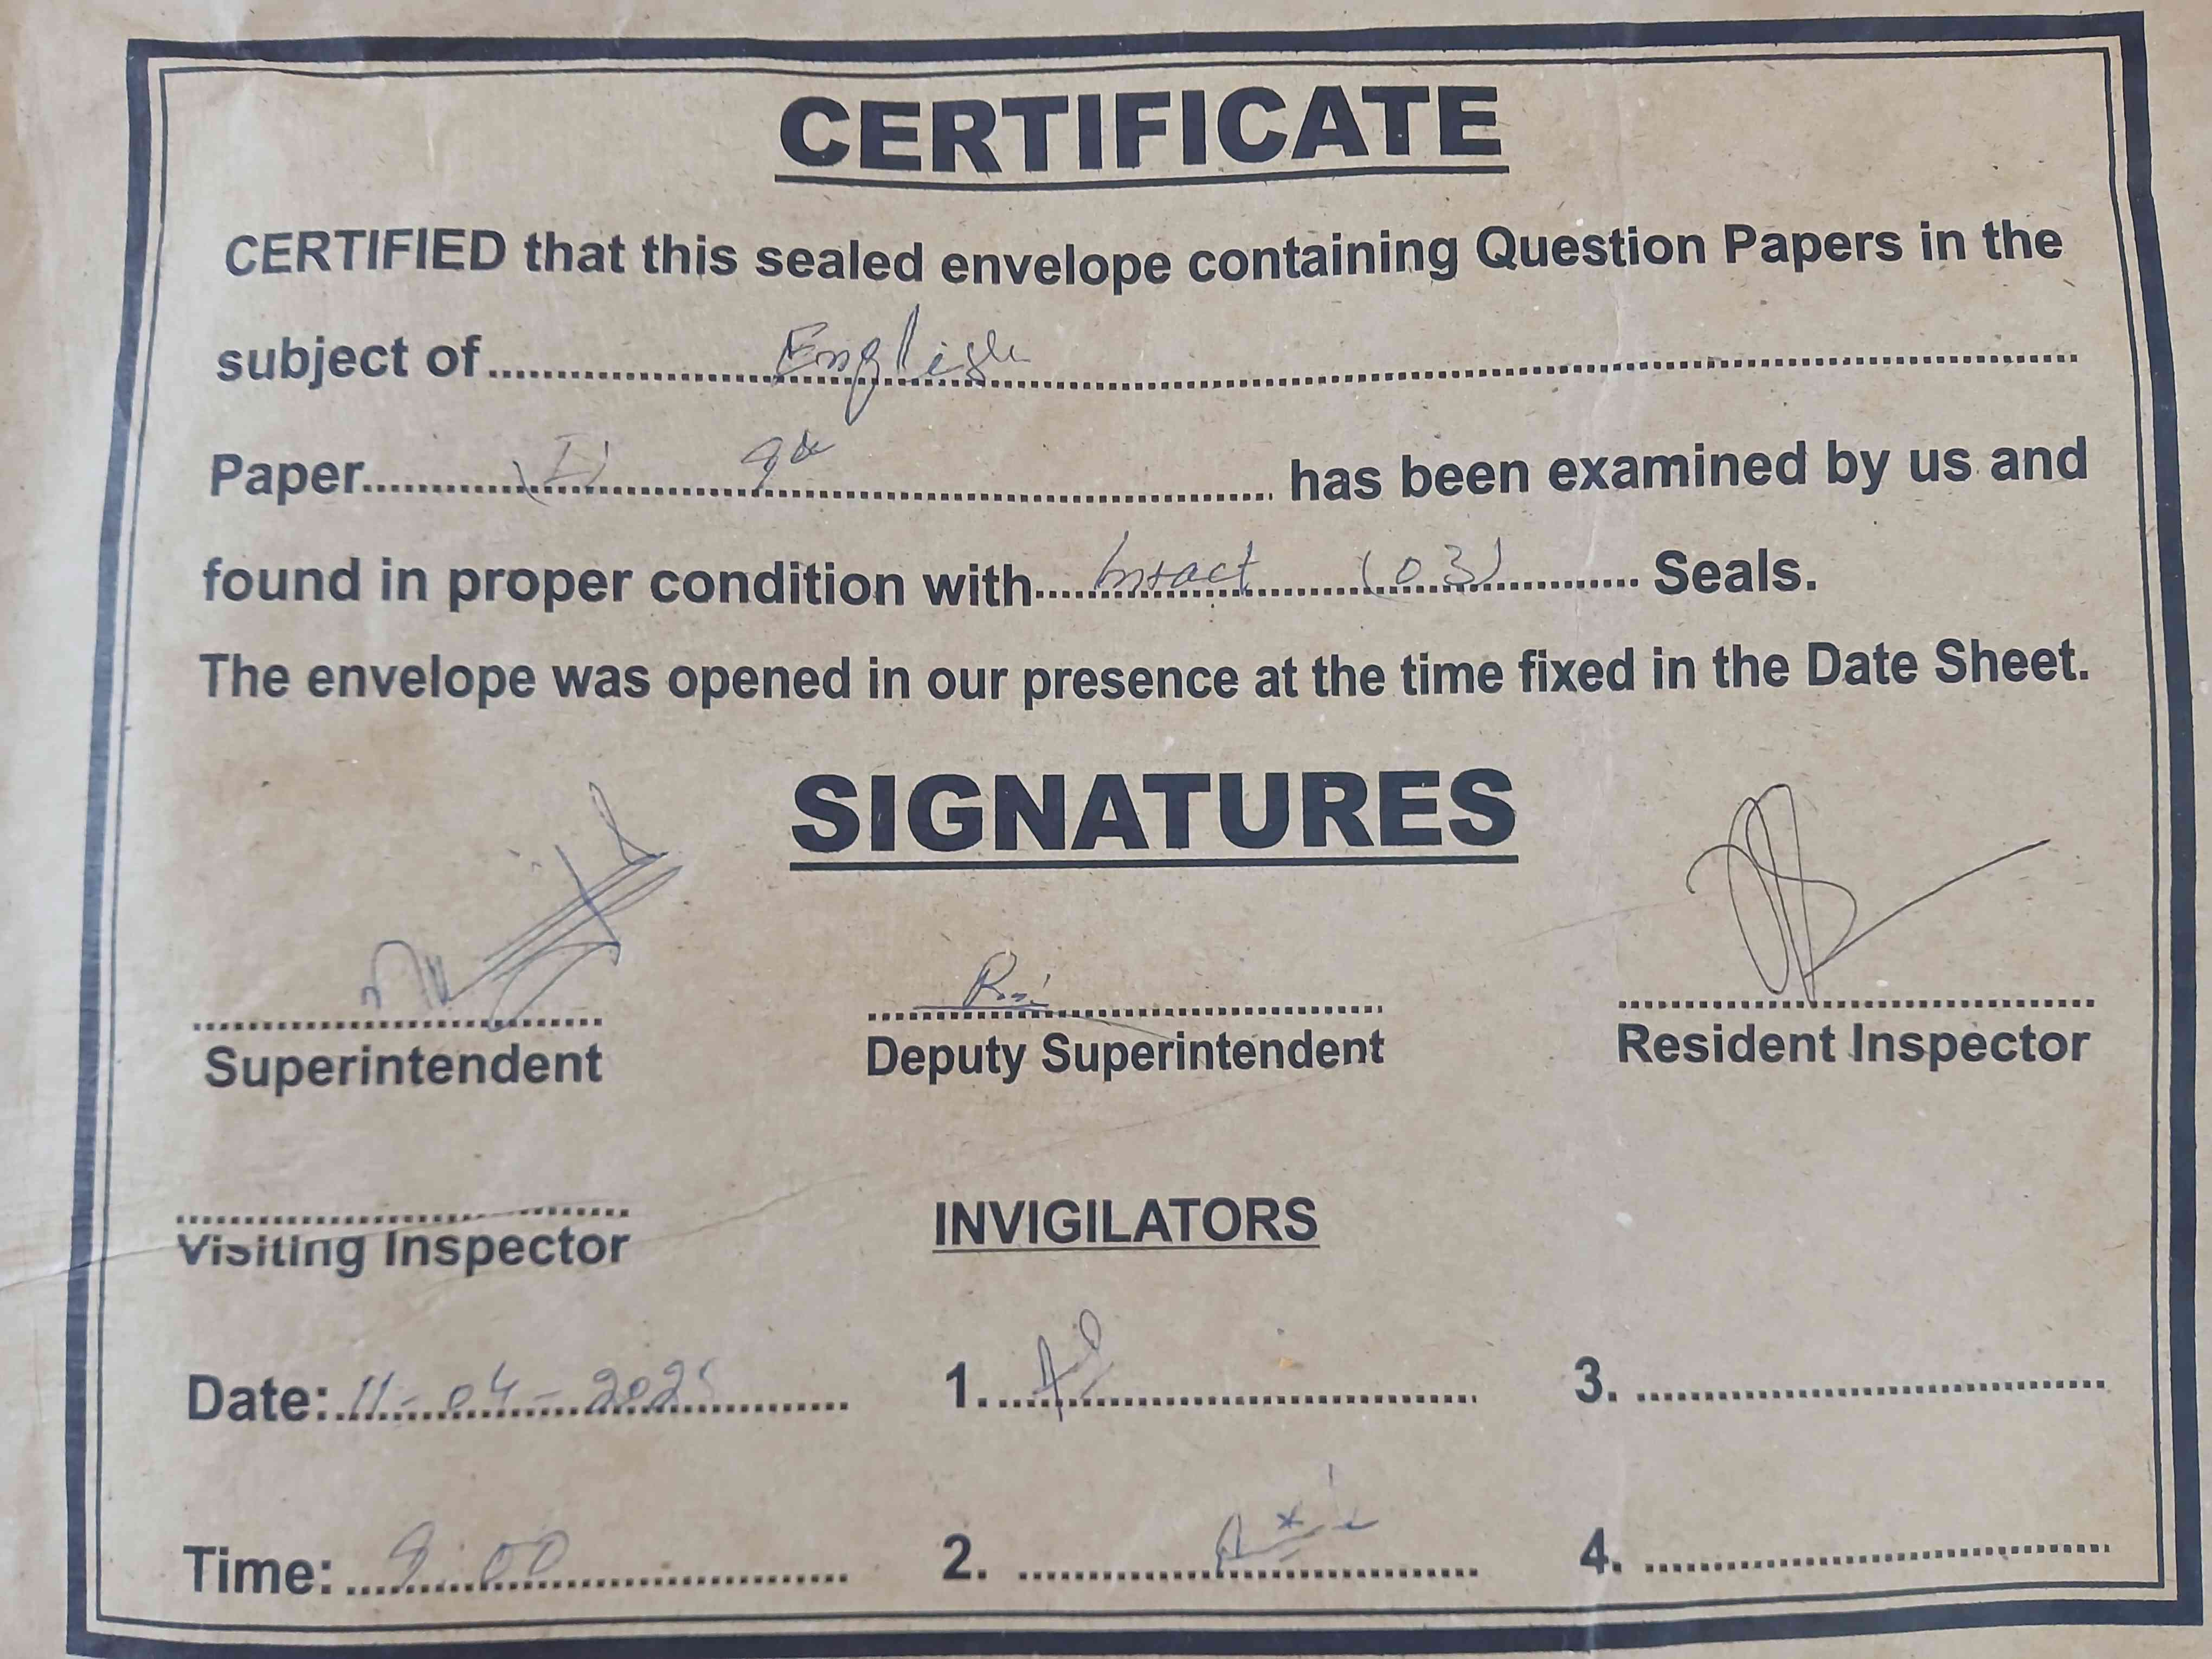 CERTIFICATE
CERTIFIED that this sealed envelope containing Question Papers in the
subject of English
Paper (I) 9th has been examined by us and
found in proper condition with Intact (03) Seals.
The envelope was opened in our presence at the time fixed in the Date Sheet.
SIGNATURES
Superintendent
Deputy Superintendent
Resident Inspector
Visiting Inspector
INVIGILATORS
Date: 11-04-2025
1.
3.
Time: 9:00
2.
4.